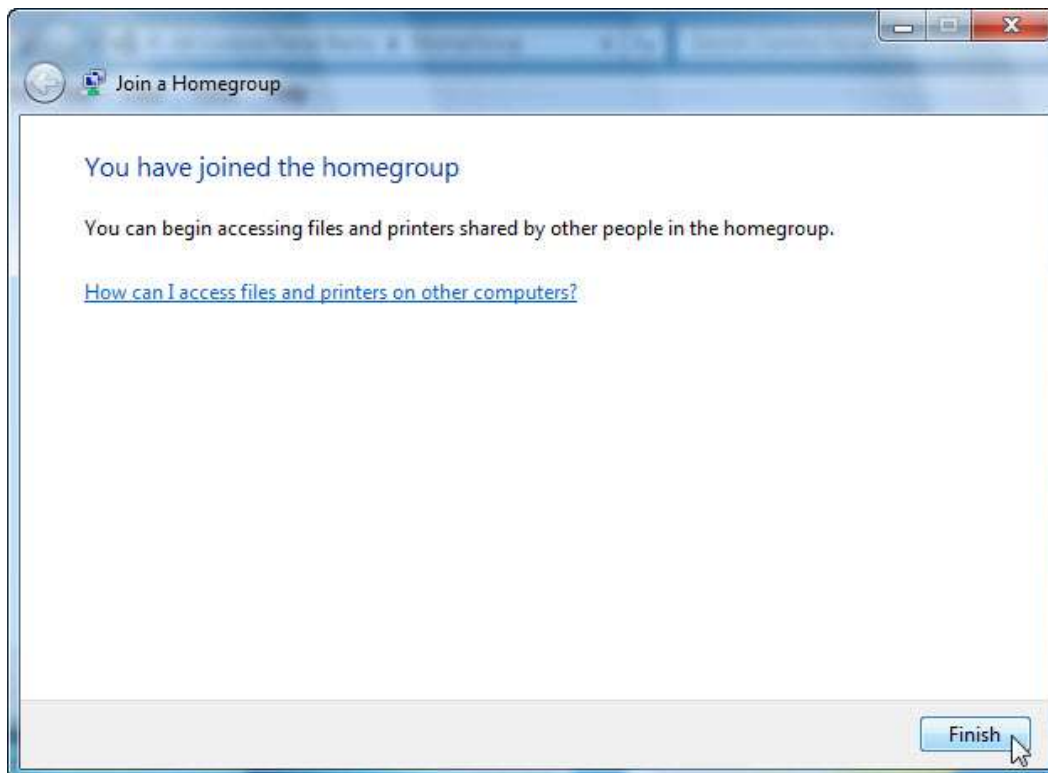 Join a Homegroup
You have joined the homegroup
You can begin accessing files and printers shared by other people in the homegroup.
How can I access files and printers on other computers?
Finish